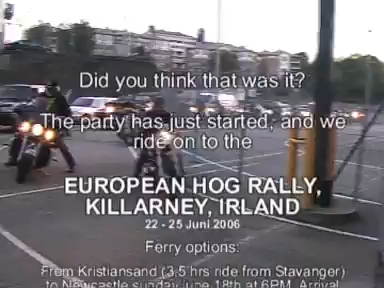 Did you think that was it?
The party has just started, and we
ride on to the
EUROPEAN HOG RALLY,
KILLARNEY, IRLAND
22 - 25 Juni 2006
Ferry options:
From Kristiansand (3,5 hrs ride from Stavanger)
to Newcastle sunday june 18th at 6PM. Arrival